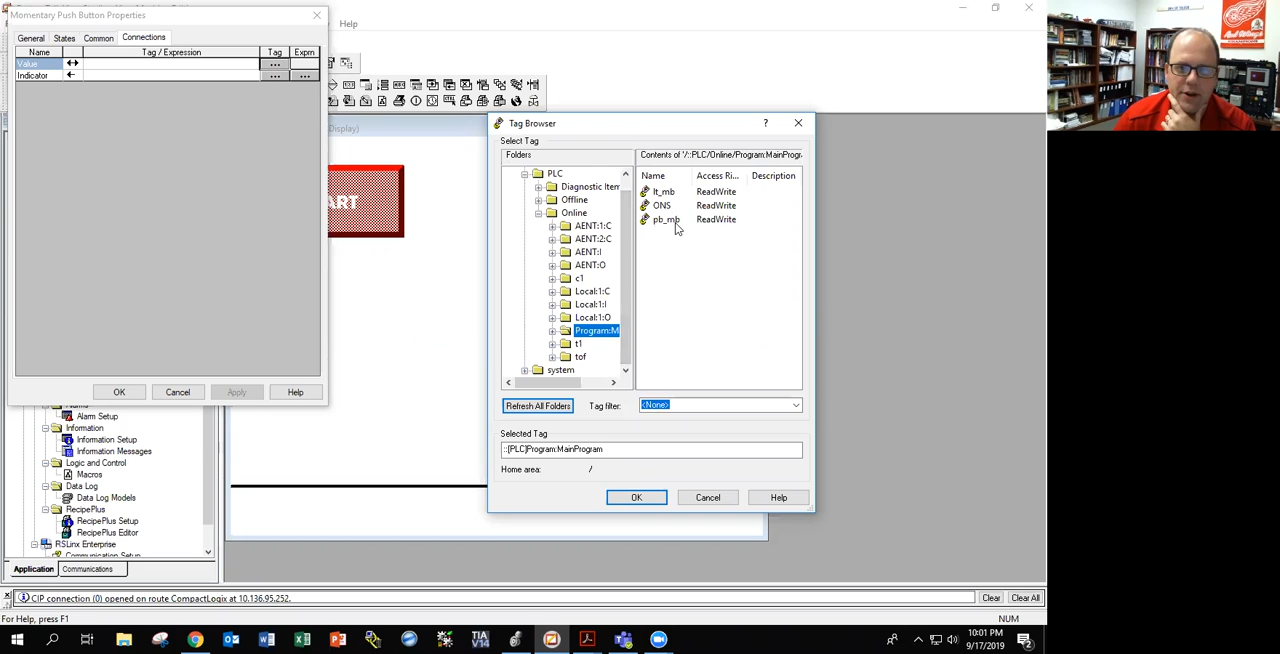 Momentary Push Button Properties
General States Common Connections
Name Tag / Expression Tag Exprn
Value ...
Indicator ... ...
Help
Display)
ART
OK Cancel Apply Help
Tag Browser
? 
Select Tag
Folders
PLC
Diagnostic Item
Offline
Online
AENT:1:C
AENT:2:C
AENT:I
AENT:O
c1
Local:1:C
Local:1:I
Local:1:O
Program:M
t1
tof
system
Contents of '/::PLC/Online/Program:MainProgr
Name Access Ri... Description
lt_mb ReadWrite
ONS ReadWrite
pb_mb ReadWrite
Refresh All Folders Tag filter: <None>
Selected Tag
::[PLC]Program:MainProgram
Home area: /
OK Cancel Help
Alarm Setup
Information
Information Setup
Information Messages
Logic and Control
Macros
Data Log
Data Log Models
RecipePlus
RecipePlus Setup
RecipePlus Editor
RSLinx Enterprise
Communication Setup
Application Communications
CIP connection (0) opened on route CompactLogix at 10.136.95.252.
Clear Clear All
For Help, press F1
NUM
TIA
V14
10:01 PM
9/17/2019
2